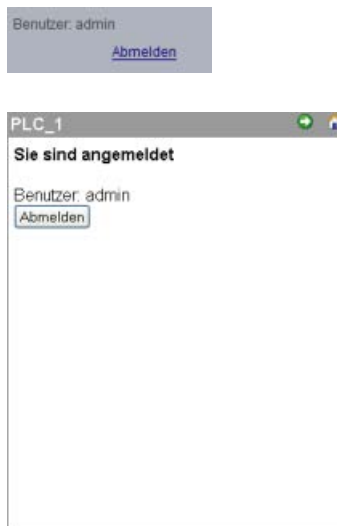 Benutzer: admin
Abmelden
PLC_1
Sie sind angemeldet
Benutzer: admin
Abmelden